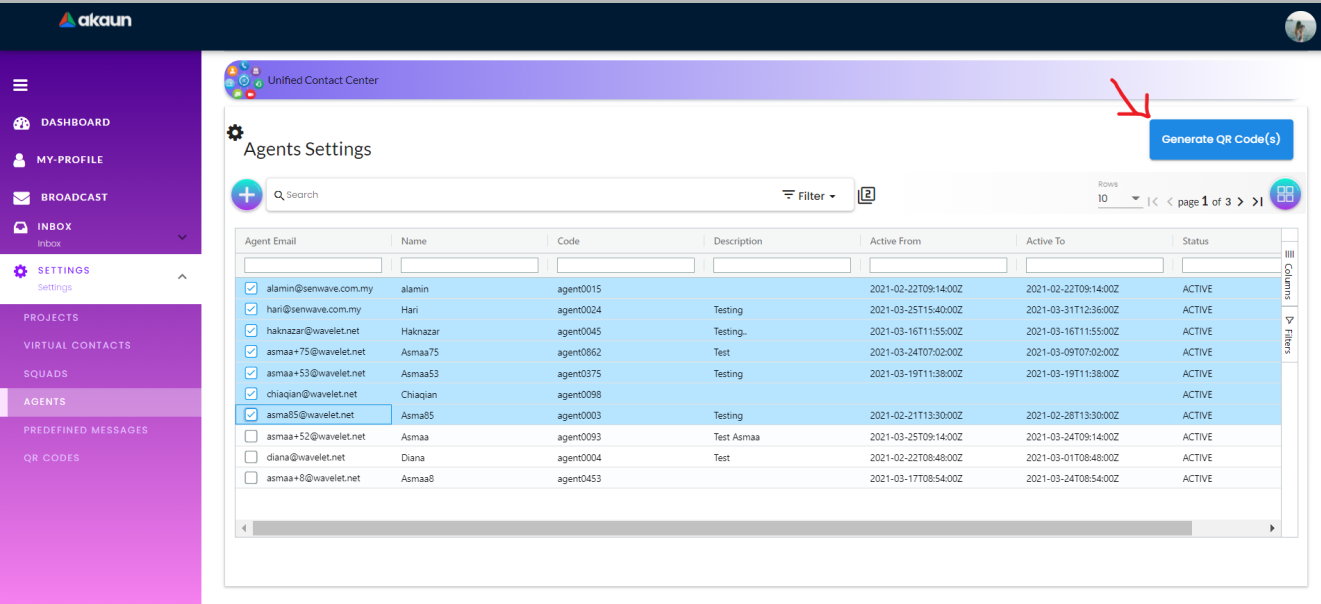 akaun
Unified Contact Center
DASHBOARD
MY-PROFILE
BROADCAST
INBOX
Inbox
SETTINGS
Settings
PROJECTS
VIRTUAL CONTACTS
SQUADS
AGENTS
PREDEFINED MESSAGES
QR CODES
Agents Settings
Generate QR Code(s)
Search
Filter
2
Rows
10
page 1 of 3
Agent Email Name Code Description Active From Active To Status
alamin@senwave.com.my alamin agent0015 2021-02-22T09:14:00Z 2021-02-22T09:14:00Z ACTIVE
hari@senwave.com.my Hari agent0024 Testing 2021-03-25T15:40:00Z 2021-03-31T12:36:00Z ACTIVE
haknazar@wavelet.net Haknazar agent0045 Testing.. 2021-03-16T11:55:00Z 2021-03-16T11:55:00Z ACTIVE
asmaa+75@wavelet.net Asmaa75 agent0862 Test 2021-03-24T07:02:00Z 2021-03-09T07:02:00Z ACTIVE
asmaa+53@wavelet.net Asmaa53 agent0375 Testing 2021-03-19T11:38:00Z 2021-03-19T11:38:00Z ACTIVE
chiaqian@wavelet.net Chiaqian agent0098 ACTIVE
asma85@wavelet.net Asma85 agent0003 Testing 2021-02-21T13:30:00Z 2021-02-28T13:30:00Z ACTIVE
asmaa+52@wavelet.net Asmaa agent0093 Test Asmaa 2021-03-25T09:14:00Z 2021-03-24T09:14:00Z ACTIVE
diana@wavelet.net Diana agent0004 Test 2021-02-22T08:48:00Z 2021-03-01T08:48:00Z ACTIVE
asmaa+8@wavelet.net Asmaa8 agent0453 2021-03-17T08:54:00Z 2021-03-24T08:54:00Z ACTIVE
Columns
Filters